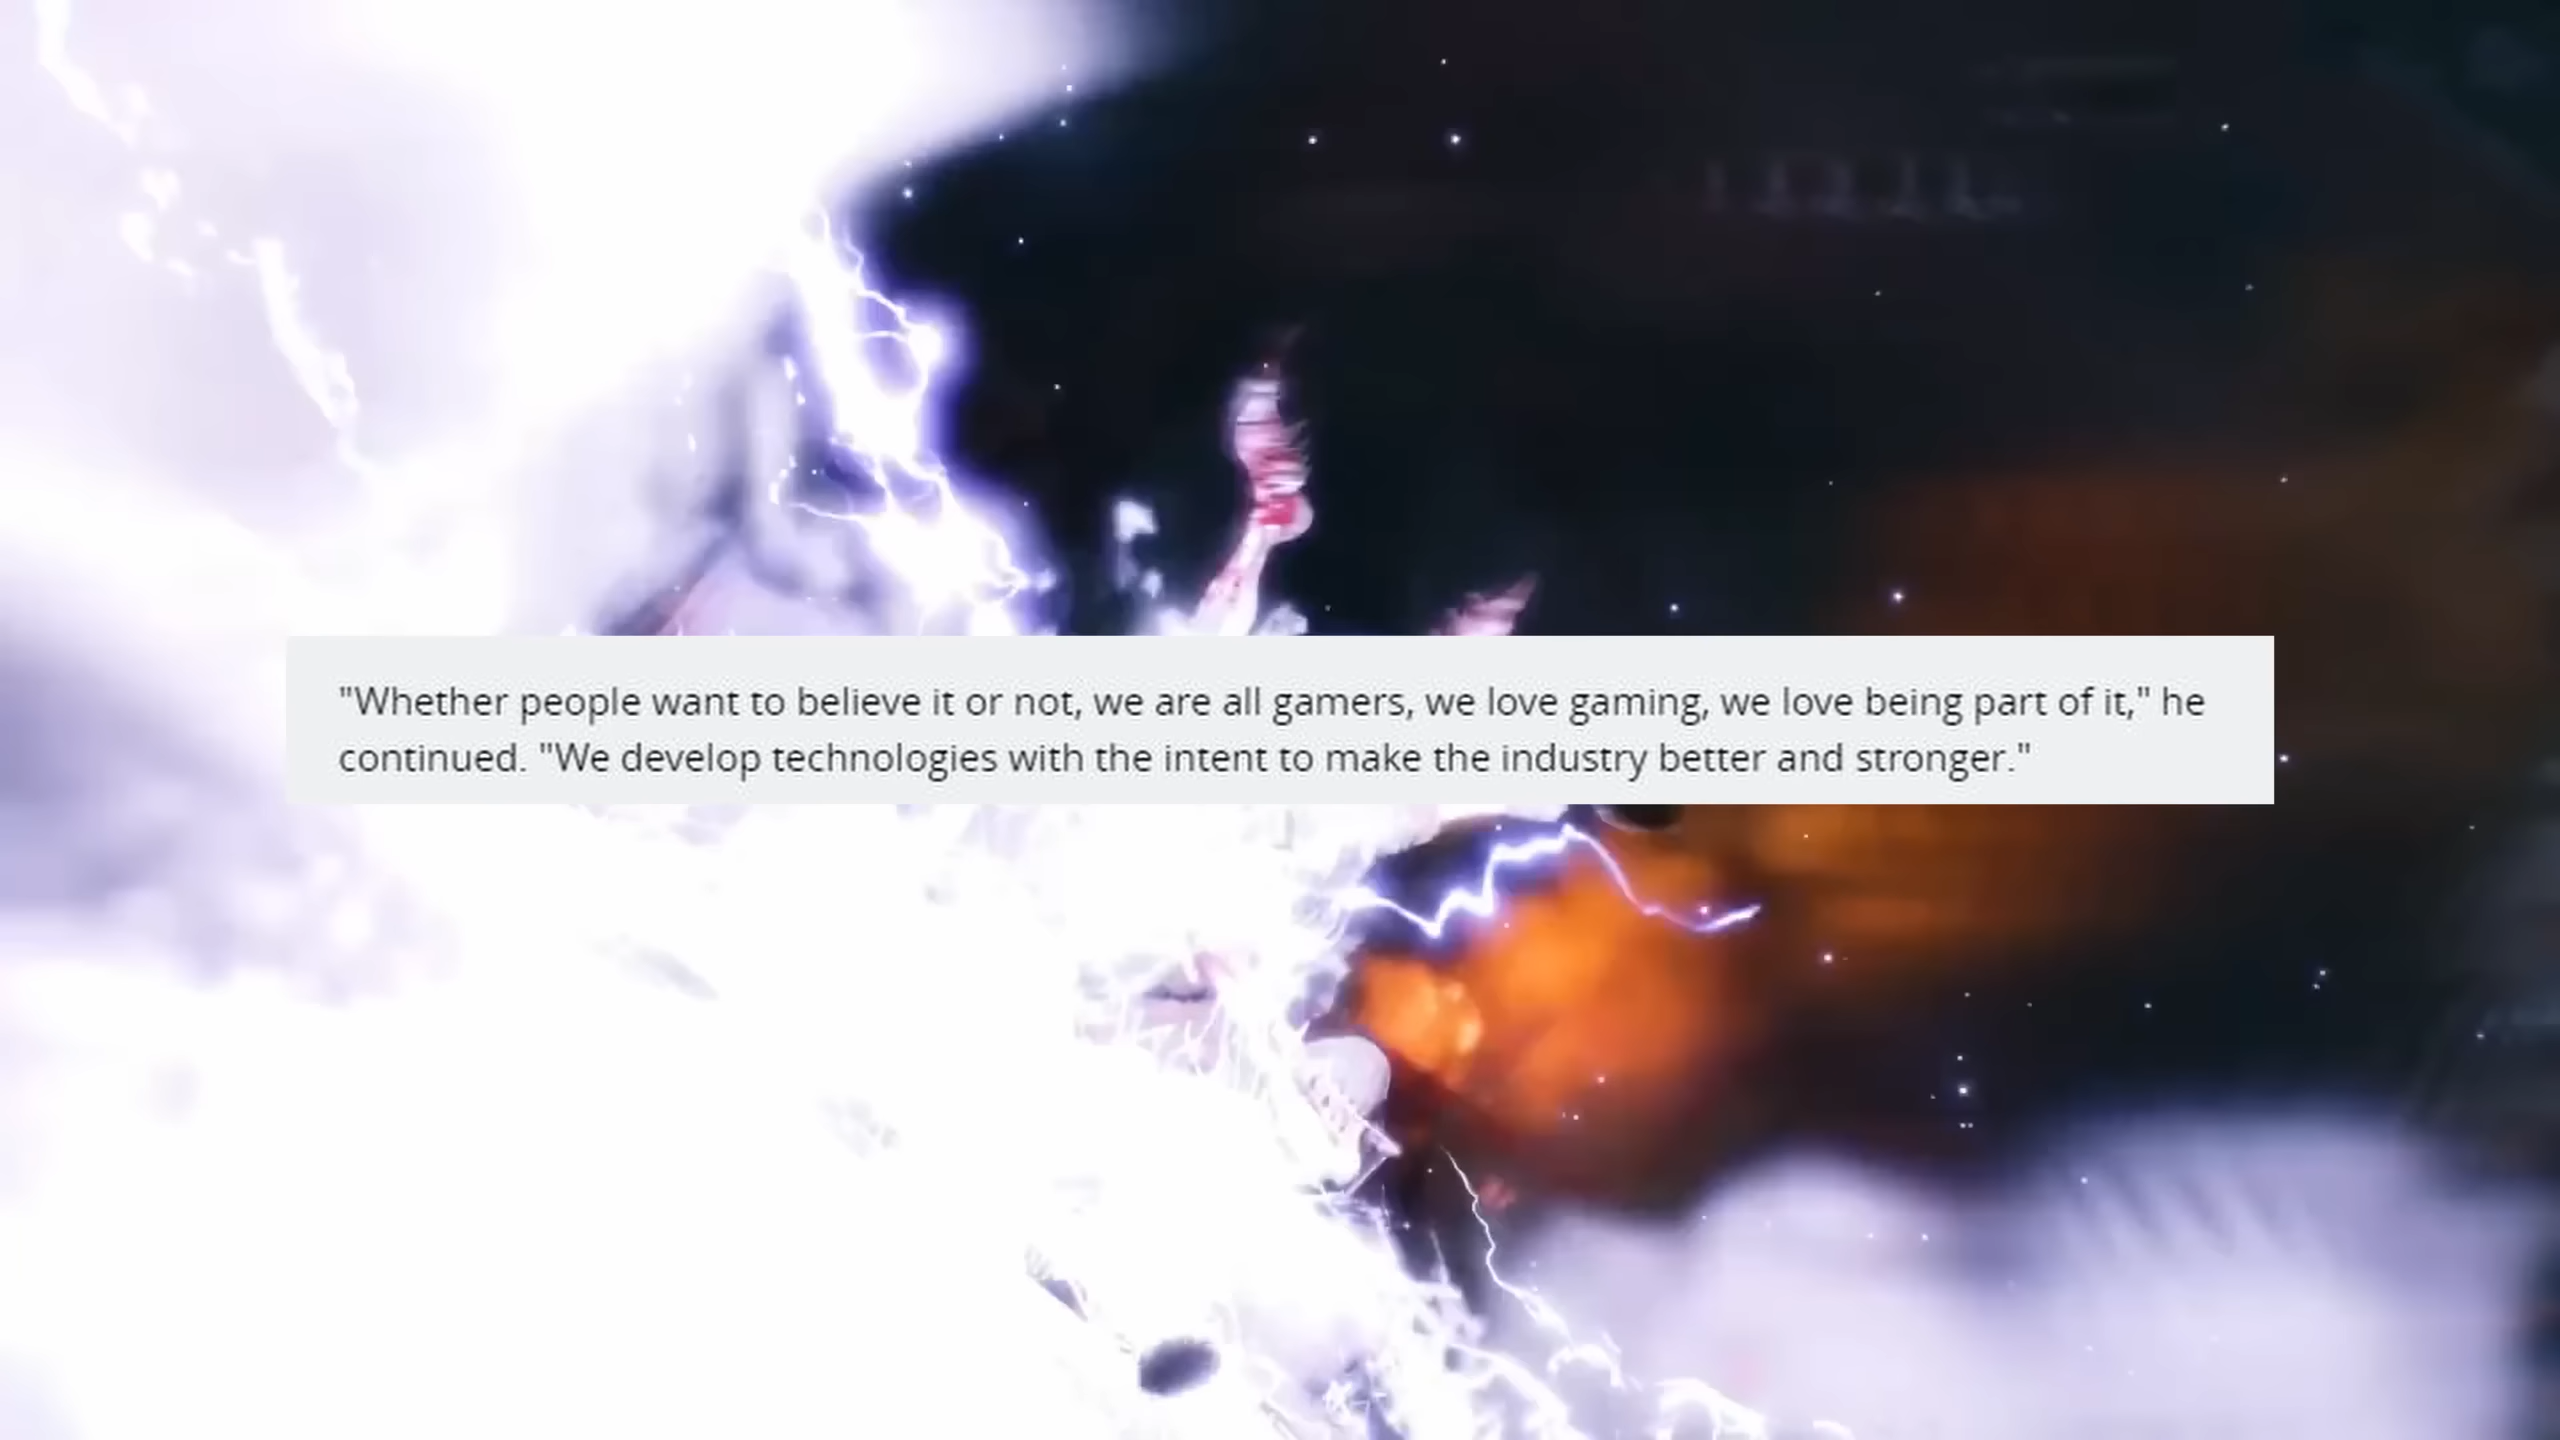 "Whether people want to believe it or not, we are all gamers, we love gaming, we love being part of it," he
continued. "We develop technologies with the intent to make the industry better and stronger."